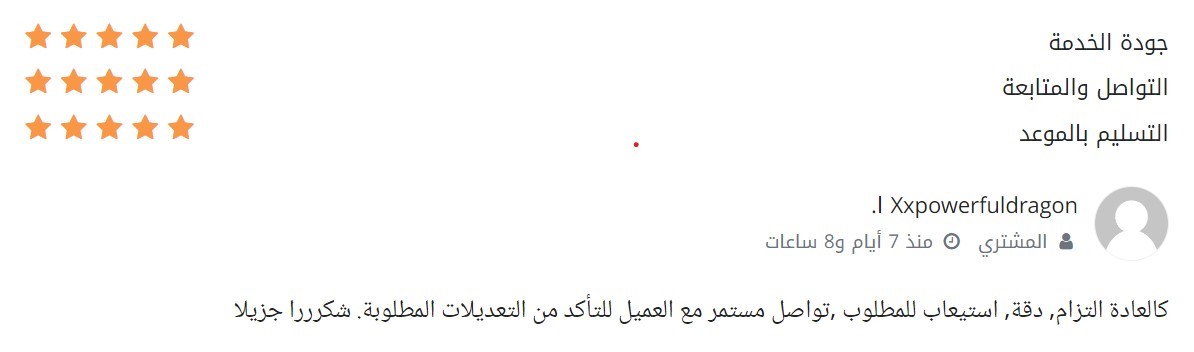 جودة الخدمة
التواصل والمتابعة
التسليم بالموعد
Xxpowerfuldragon ا.
المشتري منذ 7 أيام و8 ساعات
كالعادة التزام, دقة, استيعاب للمطلوب ,تواصل مستمر مع العميل للتأكد من التعديلات المطلوبة. شكرررا جزيلا